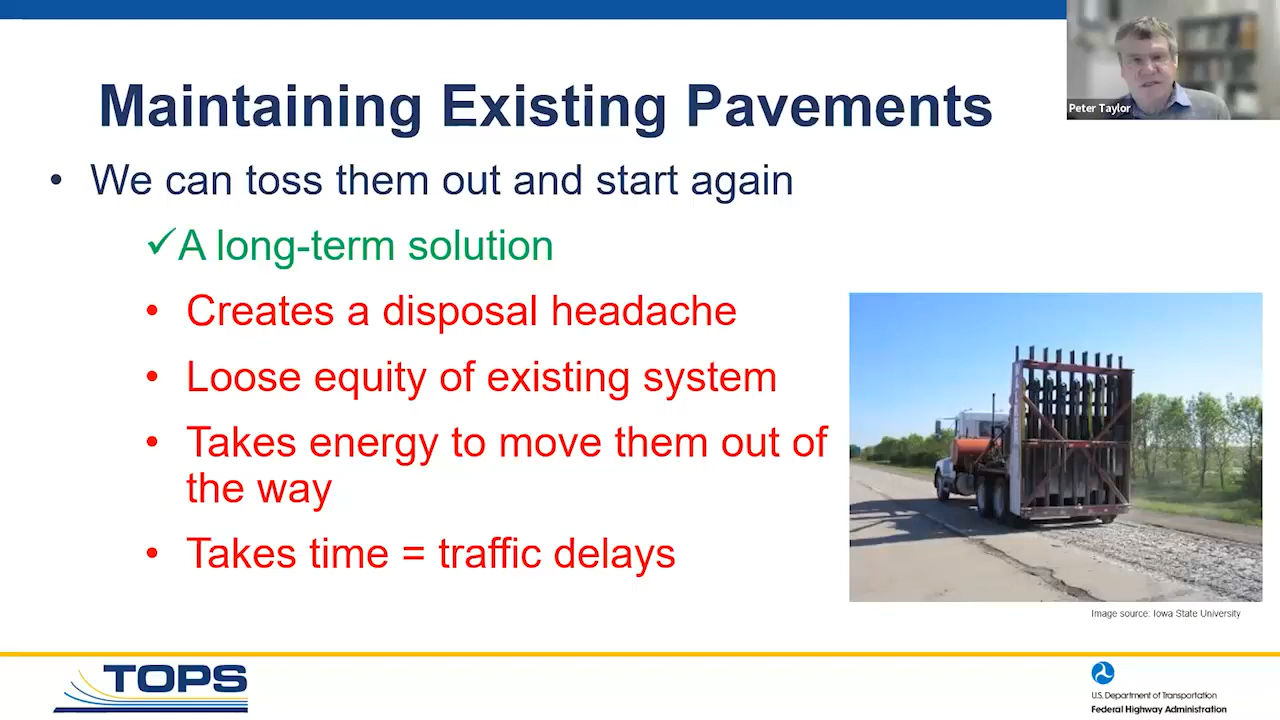 Peter Taylor
Maintaining Existing Pavements
• We can toss them out and start again
✓A long-term solution
• Creates a disposal headache
• Loose equity of existing system
• Takes energy to move them out of
the way
• Takes time = traffic delays
Image source: Iowa State University
TOPS
U.S. Department of Transportation
Federal Highway Administration